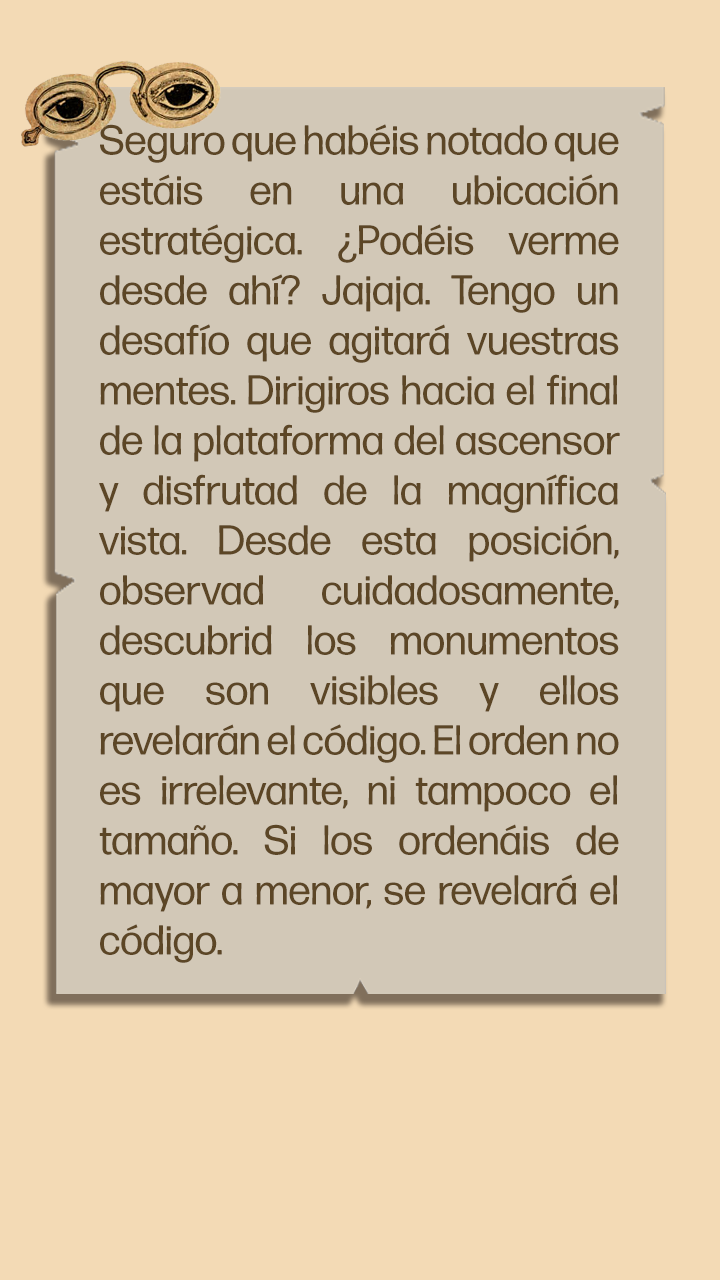 Seguro que habéis notado que
estáis en una ubicación
estratégica. ¿Podéis verme
desde ahí? Jajaja. Tengo un
desafío que agitará vuestras
mentes. Dirigiros hacia el final
de la plataforma del ascensor
y disfrutad de la magnífica
vista. Desde esta posición,
observad cuidadosamente,
descubrid los monumentos
que son visibles y ellos
revelarán el código. El orden no
es irrelevante, ni tampoco el
tamaño. Si los ordenáis de
mayor a menor, se revelará el
código.